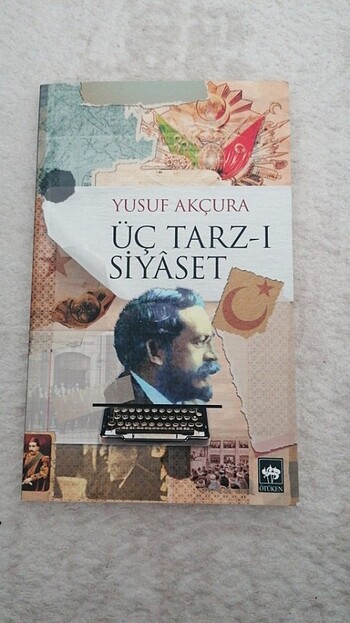 YUSUF AKÇURA
ÜÇ TARZ-I
SİYÂSET
ÖTÜKEN